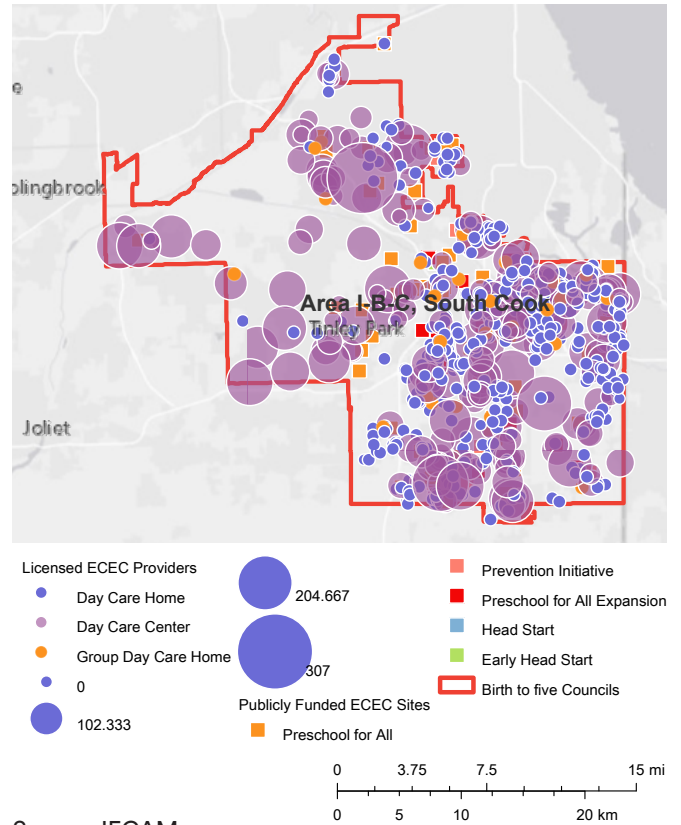 e
olingbrook
Area I-B-C, South Cook
Tinley Park
Joliet
Licensed ECEC Providers
Day Care Home
Day Care Center
Group Day Care Home
0
102.333
204.667
307
Publicly Funded ECEC Sites
Preschool for All
Prevention Initiative
Preschool for All Expansion
Head Start
Early Head Start
Birth to five Councils
0 3.75 7.5 15 mi
0 5 10 20 km